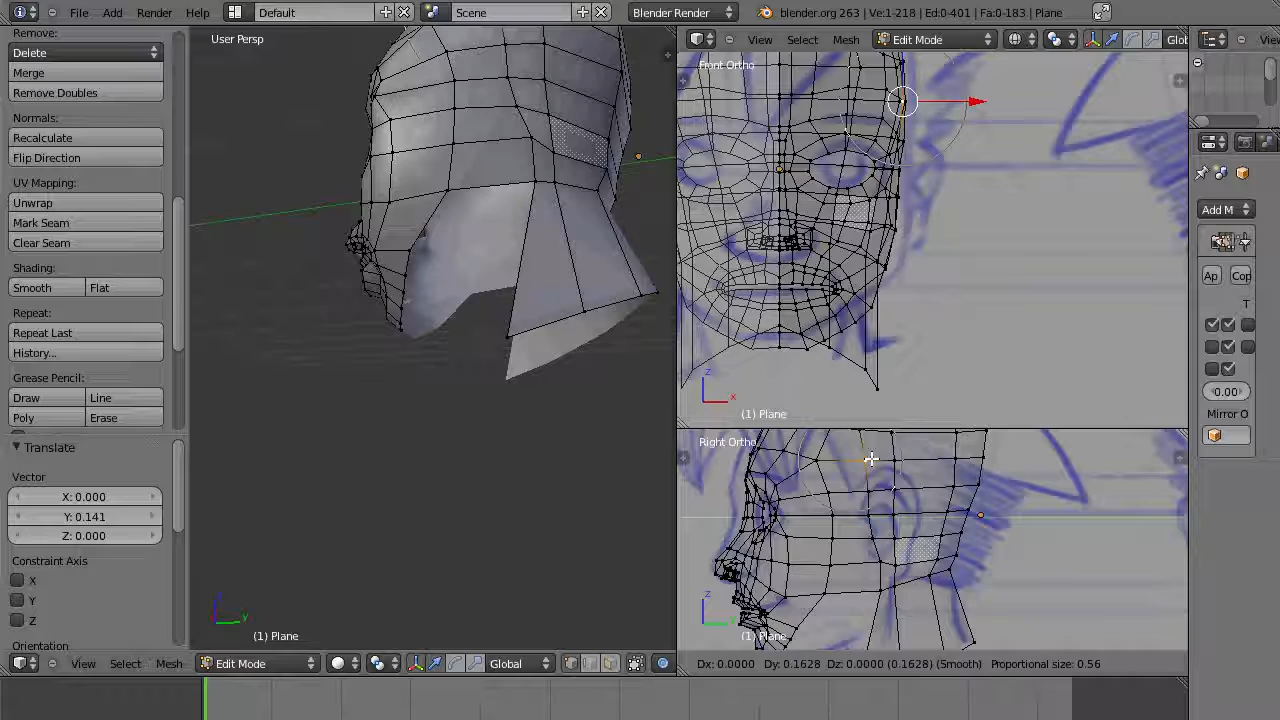 File Add Render Help Default Scene Blender Render blender.org 263 | Ve:1-218 | Ed:0-401 | Fa:0-183 | Plane
Remove:
Delete
Merge
Remove Doubles
Normals:
Recalculate
Flip Direction
UV Mapping:
Unwrap
Mark Seam
Clear Seam
Shading:
Smooth Flat
Repeat:
Repeat Last
History...
Grease Pencil:
Draw Line
Poly Erase
Translate
Vector
X: 0.000
Y: 0.141
Z: 0.000
Constraint Axis
X
Y
Z
Orientation
User Persp
(1) Plane
View Select Mesh Edit Mode Global
View Select Mesh Edit Mode Glob
Front Ortho
z
x
(1) Plane
Right Ortho
z
y
(1) Plane
Dx: 0.0000 Dy: 0.1628 Dz: 0.0000 (0.1628) (Smooth) Proportional size: 0.56
Add M
Ap Cop
T
0.00
Mirror O